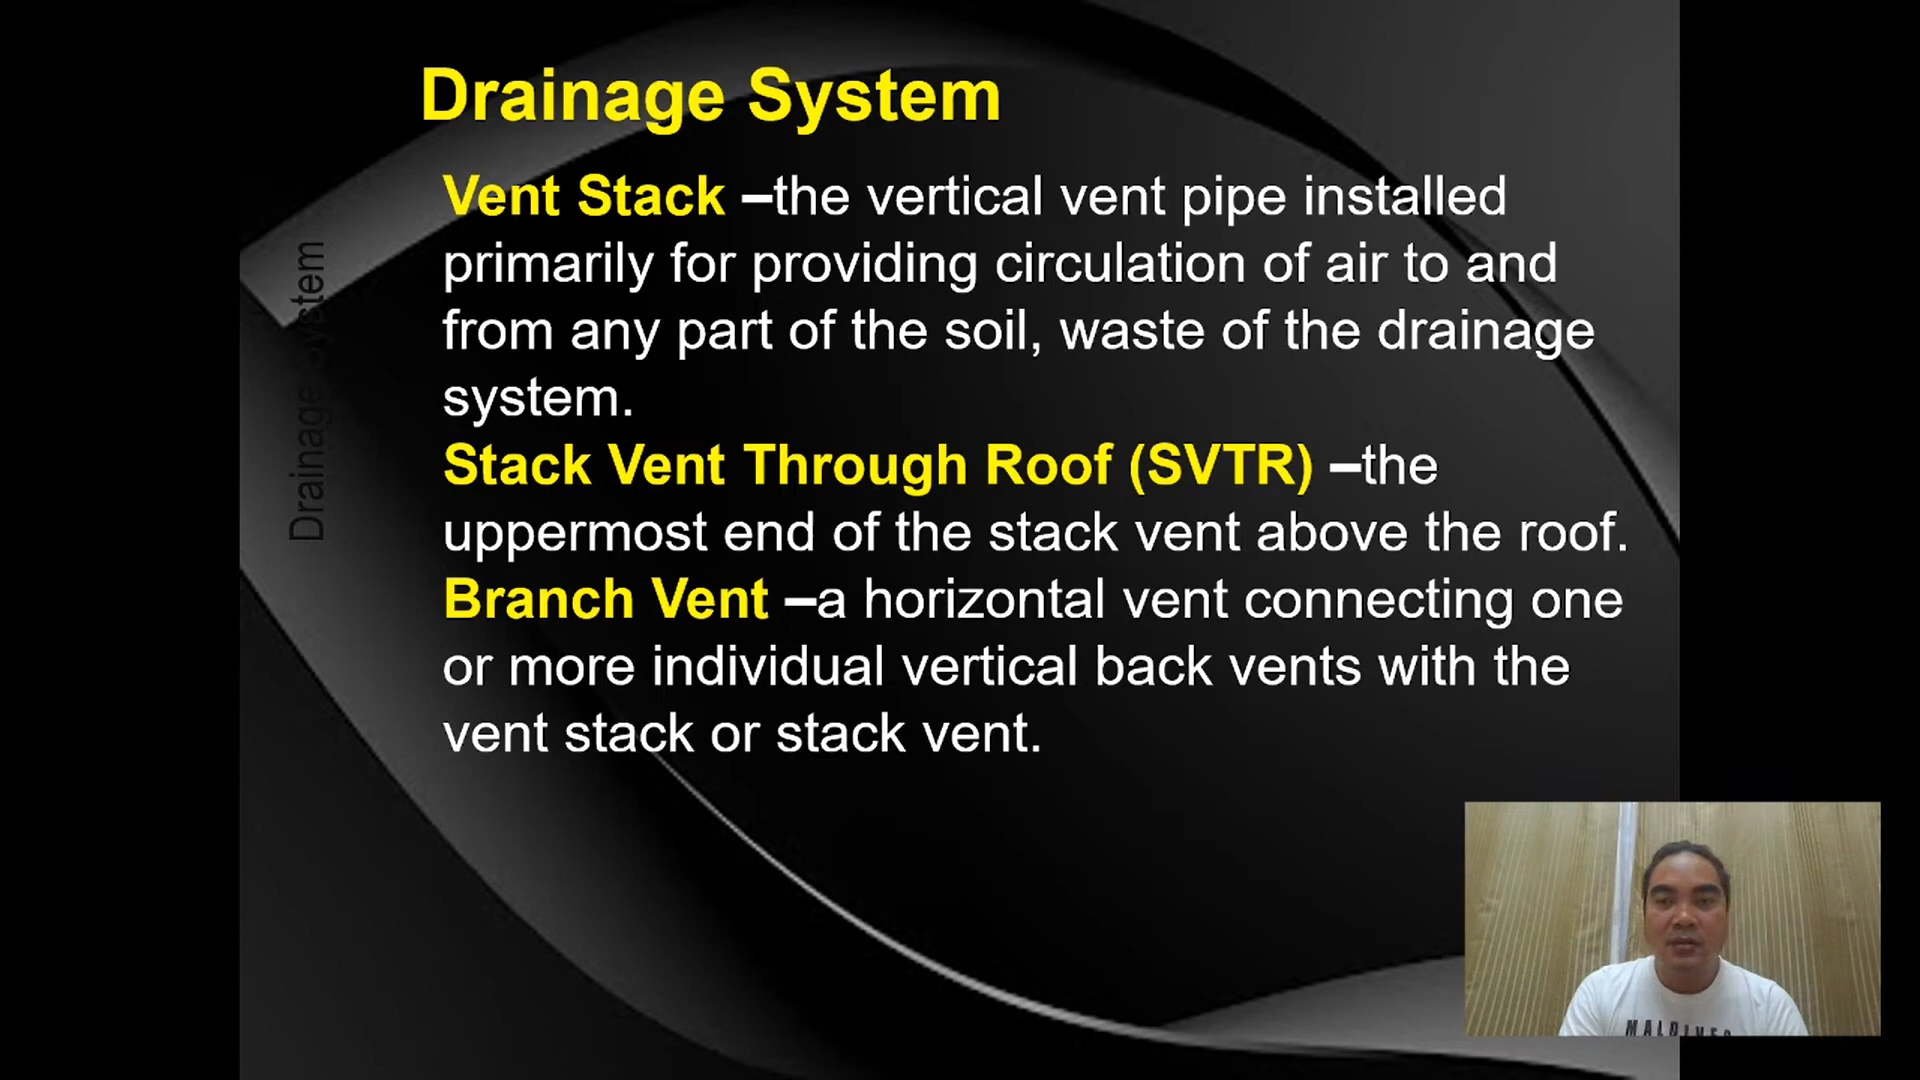 Drainage System
Drainage System
Vent Stack –the vertical vent pipe installed
primarily for providing circulation of air to and
from any part of the soil, waste of the drainage
system.
Stack Vent Through Roof (SVTR) –the
uppermost end of the stack vent above the roof.
Branch Vent –a horizontal vent connecting one
or more individual vertical back vents with the
vent stack or stack vent.
MALDIVES